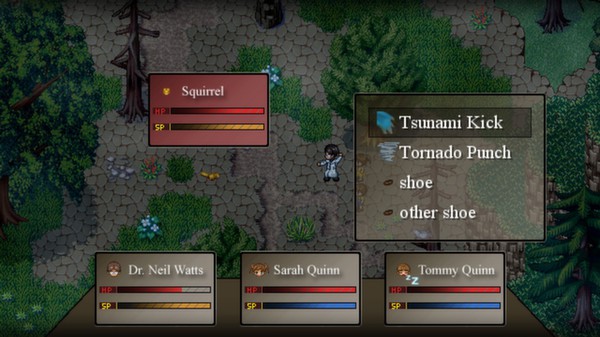 Squirrel
HP
SP
Tsunami Kick
Tornado Punch
shoe
other shoe
Dr. Neil Watts
HP
SP
Sarah Quinn
HP
SP
Tommy Quinn
zZ
HP
SP